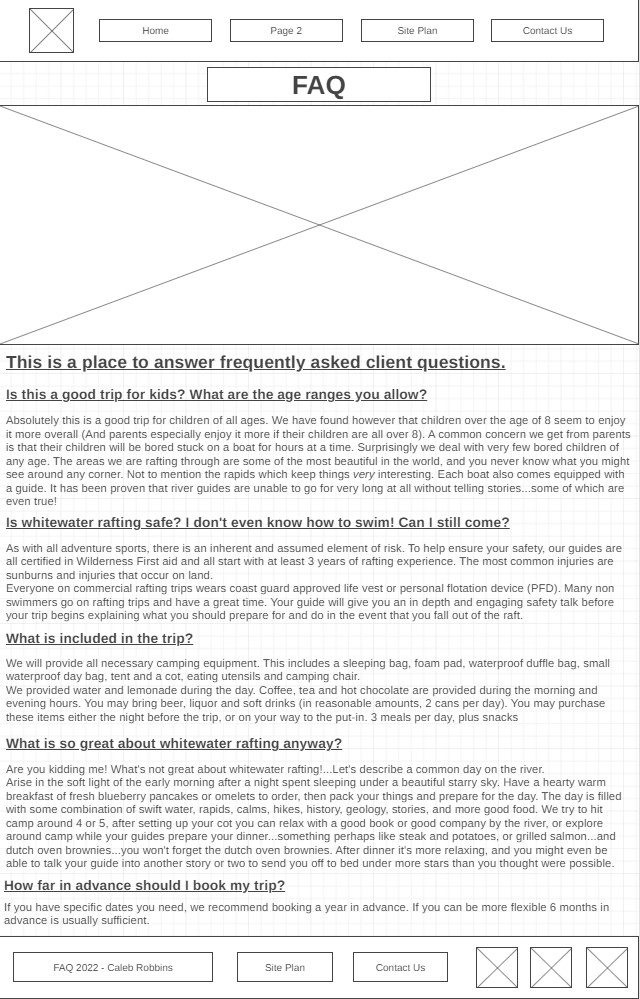 Home
Page 2
Site Plan
Contact Us
FAQ
This is a place to answer frequently asked client questions.
Is this a good trip for kids? What are the age ranges you allow?
Absolutely this is a good trip for children of all ages. We have found however that children over the age of 8 seem to enjoy
it more overall (And parents especially enjoy it more if their children are all over 8). A common concern we get from parents
is that their children will be bored stuck on a boat for hours at a time. Surprisingly we deal with very few bored children of
any age. The areas we are rafting through are some of the most beautiful in the world, and you never know what you might
see around any corner. Not to mention the rapids which keep things very interesting. Each boat also comes equipped with
a guide. It has been proven that river guides are unable to go for very long at all without telling stories...some of which are
even true!
Is whitewater rafting safe? I don't even know how to swim! Can I still come?
As with all adventure sports, there is an inherent and assumed element of risk. To help ensure your safety, our guides are
all certified in Wilderness First aid and all start with at least 3 years of rafting experience. The most common injuries are
sunburns and injuries that occur on land.
Everyone on commercial rafting trips wears coast guard approved life vest or personal flotation device (PFD). Many non
swimmers go on rafting trips and have a great time. Your guide will give you an in depth and engaging safety talk before
your trip begins explaining what you should prepare for and do in the event that you fall out of the raft.
What is included in the trip?
We will provide all necessary camping equipment. This includes a sleeping bag, foam pad, waterproof duffle bag, small
waterproof day bag, tent and a cot, eating utensils and camping chair.
We provided water and lemonade during the day. Coffee, tea and hot chocolate are provided during the morning and
evening hours. You may bring beer, liquor and soft drinks (in reasonable amounts, 2 cans per day). You may purchase
these items either the night before the trip, or on your way to the put-in. 3 meals per day, plus snacks
What is so great about whitewater rafting anyway?
Are you kidding me! What's not great about whitewater rafting!...Let's describe a common day on the river.
Arise in the soft light of the early morning after a night spent sleeping under a beautiful starry sky. Have a hearty warm
breakfast of fresh blueberry pancakes or omelets to order, then pack your things and prepare for the day. The day is filled
with some combination of swift water, rapids, calms, hikes, history, geology, stories, and more good food. We try to hit
camp around 4 or 5, after setting up your cot you can relax with a good book or good company by the river, or explore
around camp while your guides prepare your dinner...something perhaps like steak and potatoes, or grilled salmon...and
dutch oven brownies...you won't forget the dutch oven brownies. After dinner it's more relaxing, and you might even be
able to talk your guide into another story or two to send you off to bed under more stars than you thought were possible.
How far in advance should I book my trip?
If you have specific dates you need, we recommend booking a year in advance. If you can be more flexible 6 months in
advance is usually sufficient.
FAQ 2022 - Caleb Robbins
Site Plan
Contact Us